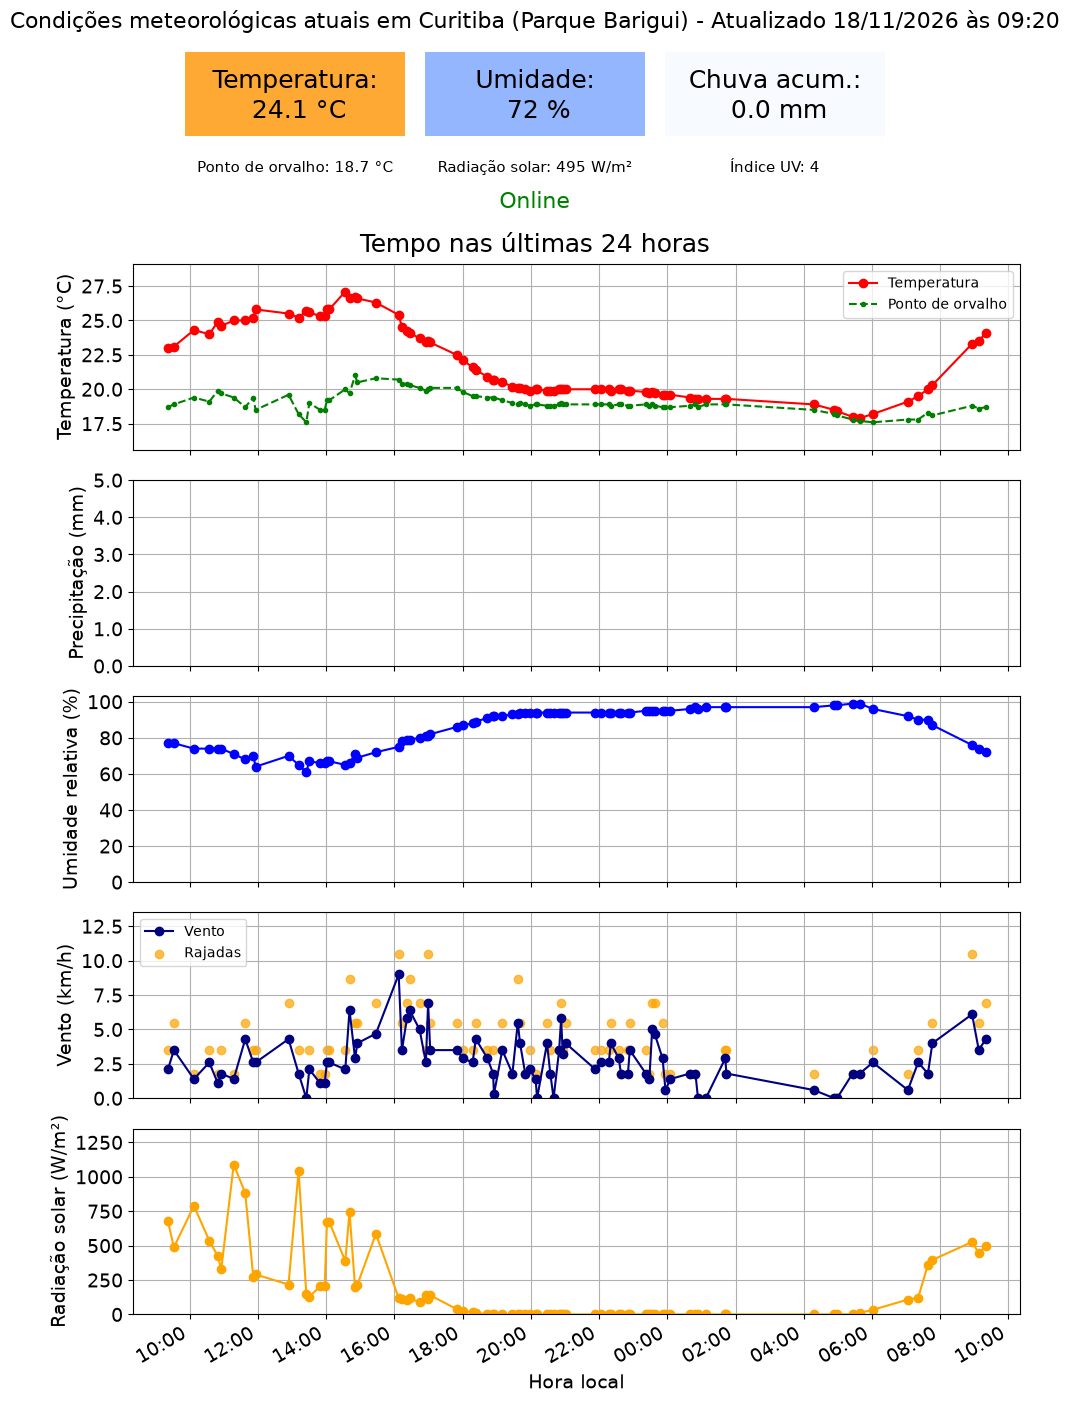 Condições meteorológicas atuais em Curitiba (Parque Barigui) - Atualizado 18/11/2026 às 09:20
Temperatura:
24.1 °C
Umidade:
72 %
Chuva acum.:
0.0 mm
Ponto de orvalho: 18.7 °C
Radiação solar: 495 W/m²
Índice UV: 4
Online
Tempo nas últimas 24 horas
Temperatura (°C)
27.5
25.0
22.5
20.0
17.5
Temperatura
Ponto de orvalho
Precipitação (mm)
5.0
4.0
3.0
2.0
1.0
0.0
Umidade relativa (%)
100
80
60
40
20
0
Vento (km/h)
12.5
10.0
7.5
5.0
2.5
0.0
Vento
Rajadas
Radiação solar (W/m²)
1250
1000
750
500
250
0
10:00
12:00
14:00
16:00
18:00
20:00
22:00
00:00
02:00
04:00
06:00
08:00
10:00
Hora local